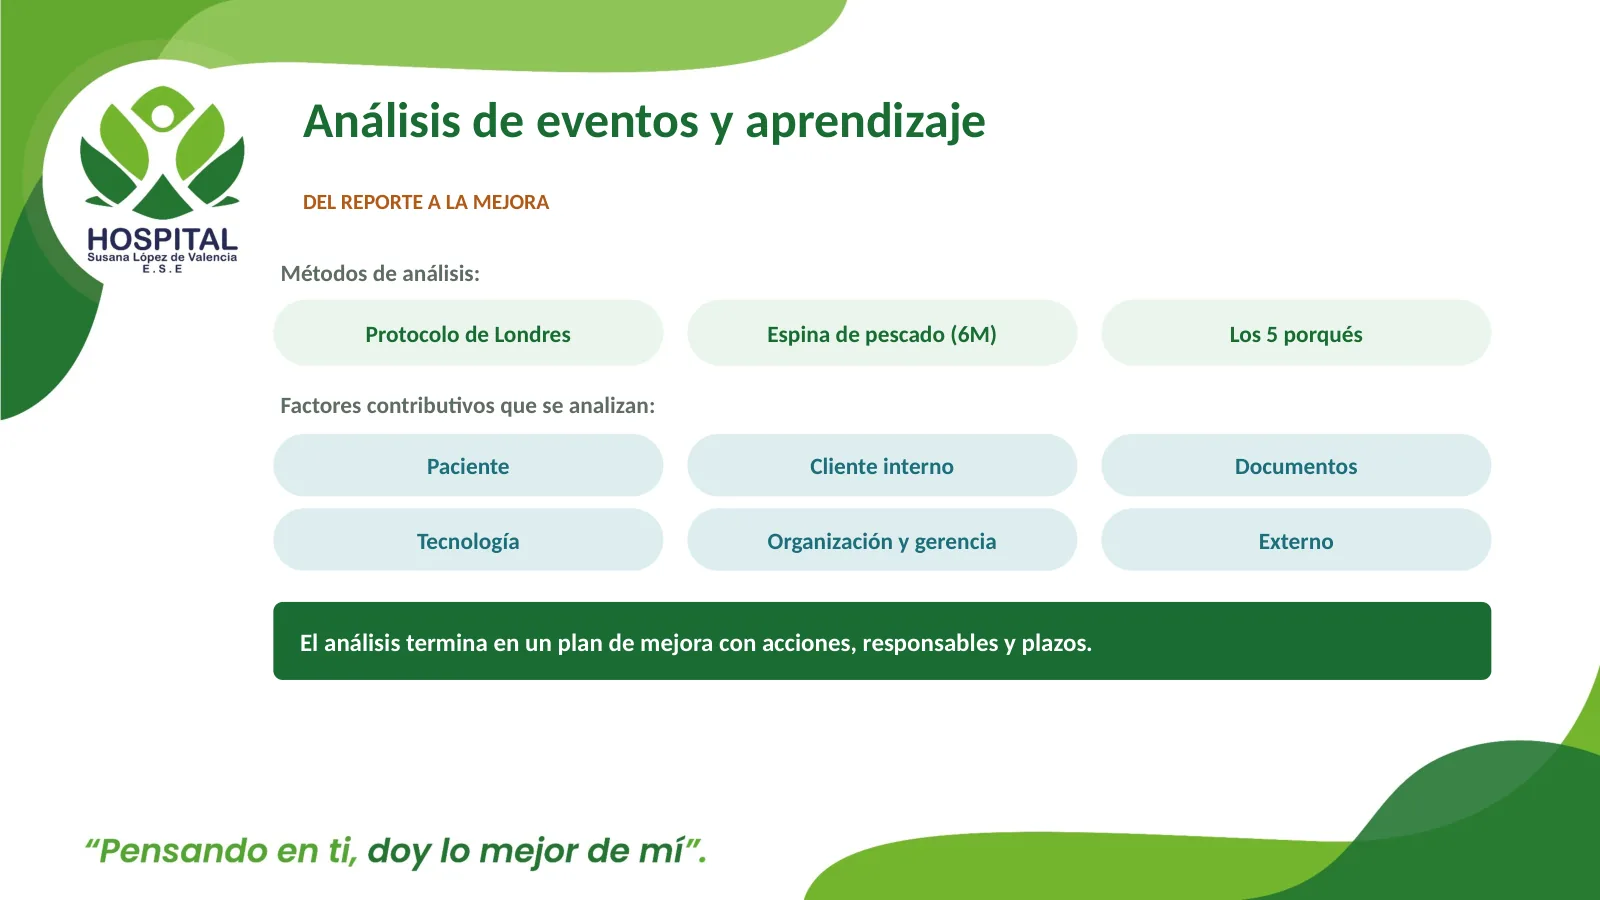 Análisis de eventos y aprendizaje
DEL REPORTE A LA MEJORA
HOSPITAL
Susana López de Valencia
E.S.E
Métodos de análisis:
Protocolo de Londres
Espina de pescado (6M)
Los 5 porqués
Factores contributivos que se analizan:
Paciente
Cliente interno
Documentos
Tecnología
Organización y gerencia
Externo
El análisis termina en un plan de mejora con acciones, responsables y plazos.
“Pensando en ti, doy lo mejor de mí”.